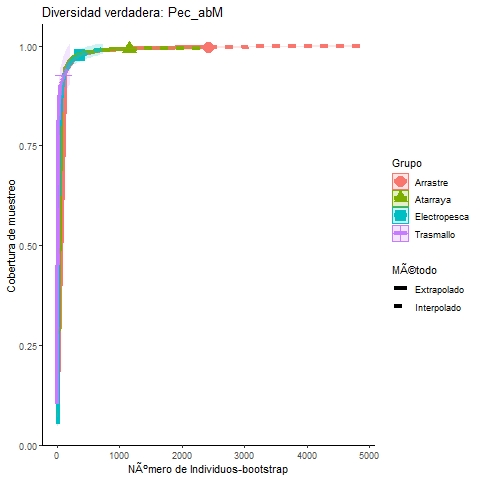 Diversidad verdadera: Pec_abM
1.00
0.75
0.50
0.25
0.00
Cobertura de muestreo
0 1000 2000 3000 4000 5000
NÃºmero de Individuos-bootstrap
Grupo
Arrastre
Atarraya
Electropesca
Trasmallo
MÃ©todo
Extrapolado
Interpolado